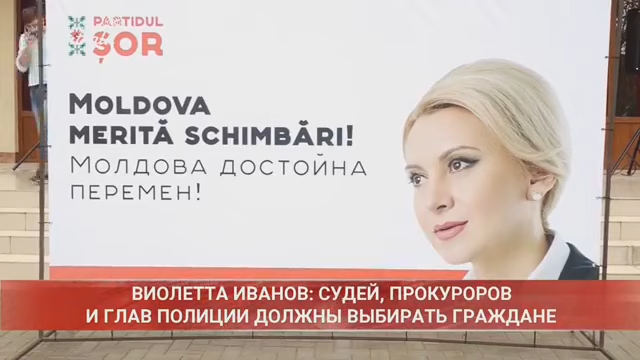 PARTIDUL
ȘOR
MOLDOVA
MERITĂ SCHIMBĂRI!
МОЛДОВА ДОСТОЙНА
ПЕРЕМЕН!
ВИОЛЕТТА ИВАНОВ: СУДЕЙ, ПРОКУРОРОВ
И ГЛАВ ПОЛИЦИИ ДОЛЖНЫ ВЫБИРАТЬ ГРАЖДАНЕ